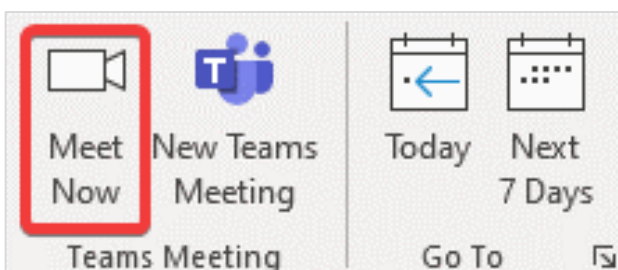 Meet New Teams Today Next
Now Meeting 7 Days
Teams Meeting Go To